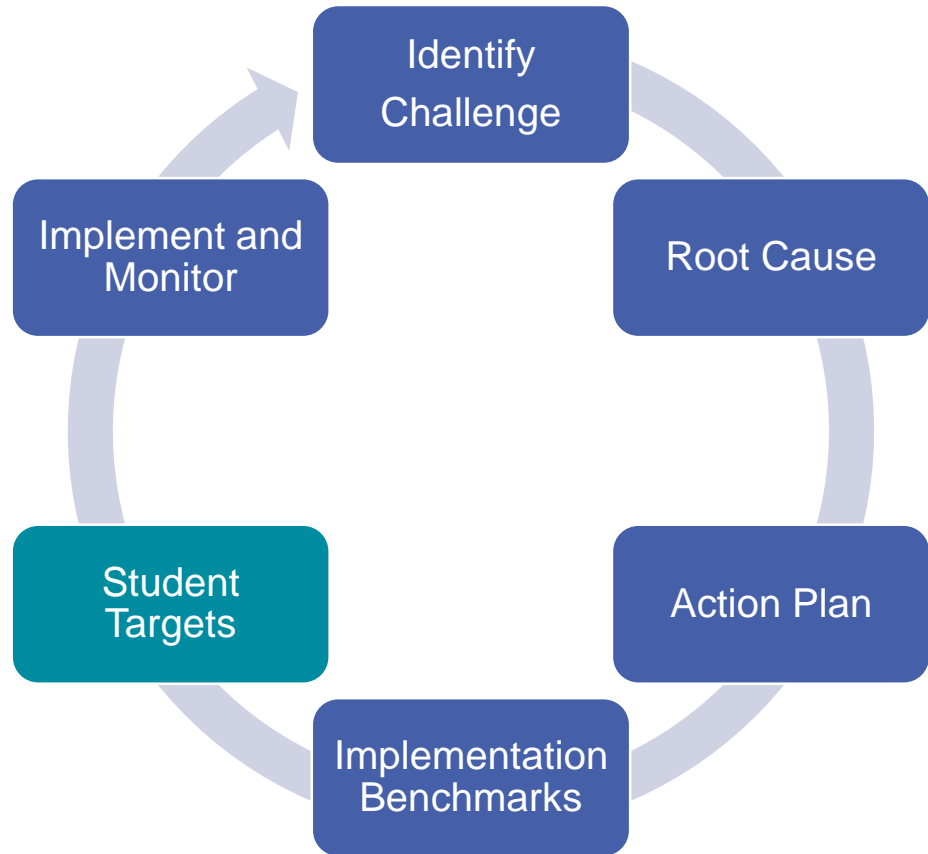 Identify
Challenge
Root Cause
Action Plan
Implementation
Benchmarks
Student
Targets
Implement and
Monitor